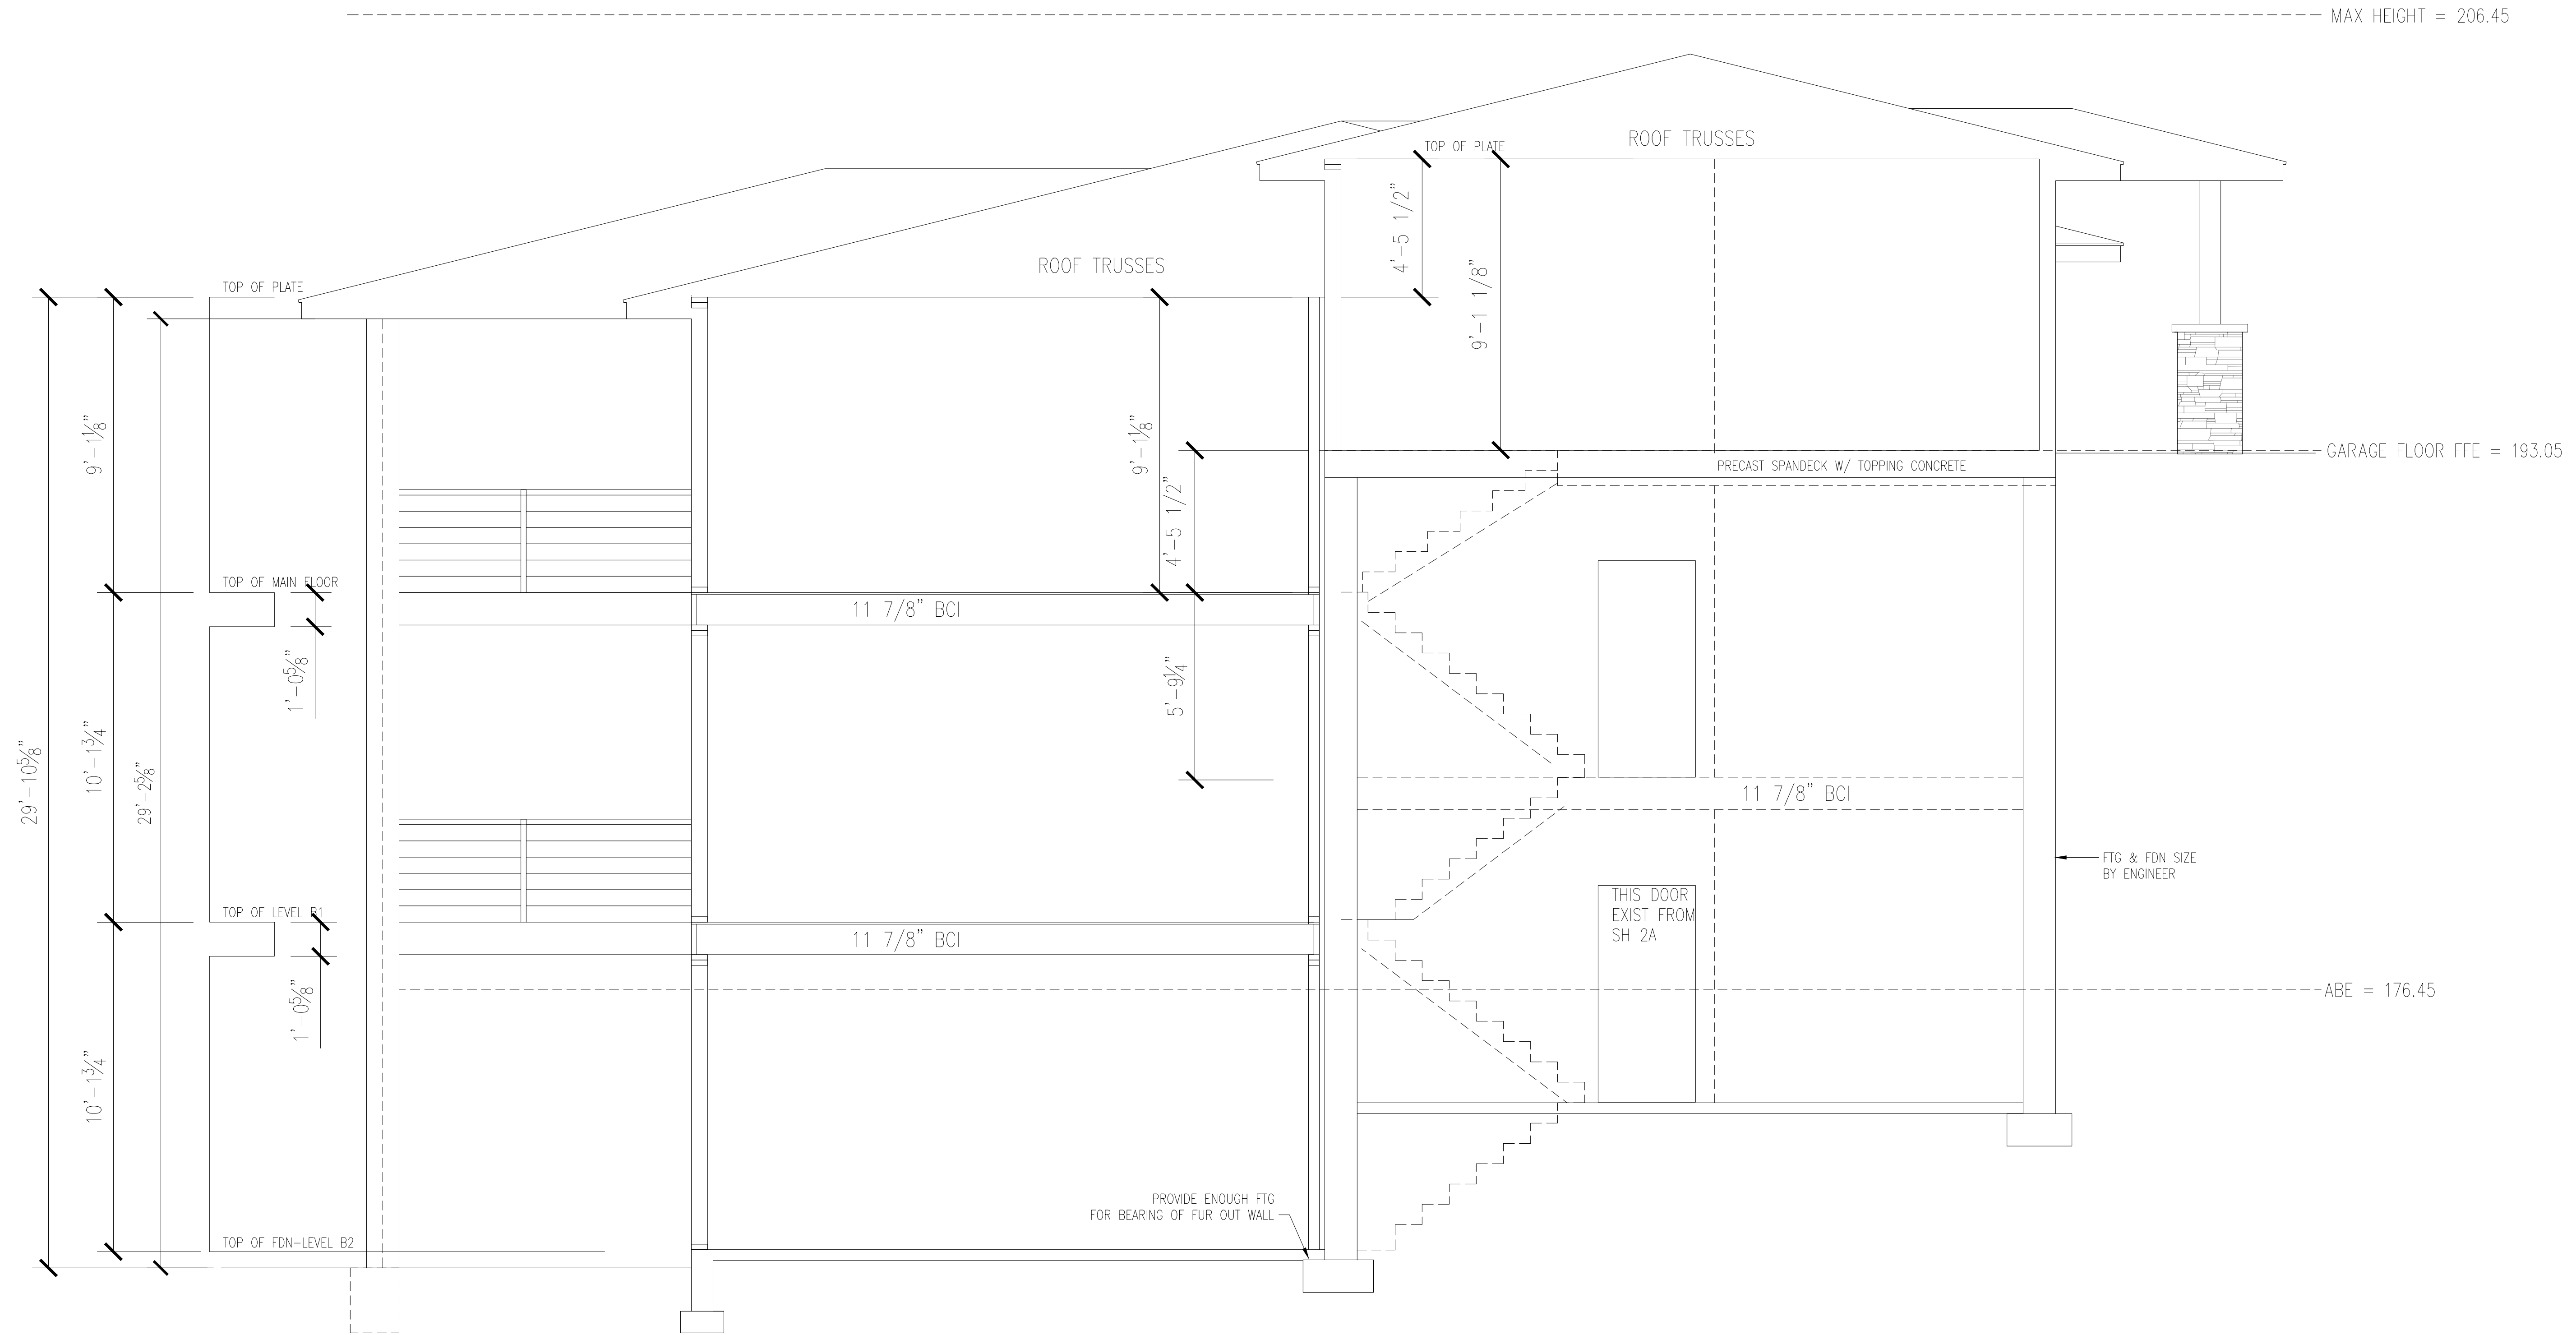 MAX HEIGHT = 206.45
ROOF TRUSSES
TOP OF PLATE
4'-5 1/2"
9'-1 1/8"
ROOF TRUSSES
TOP OF PLATE
9'-1⅛"
9'-1⅛"
4'-5 1/2"
GARAGE FLOOR FFE = 193.05
PRECAST SPANDECK W/ TOPPING CONCRETE
TOP OF MAIN FLOOR
11 7/8" BCI
1'-0⅝"
5'-9¼"
10'-1¾"
29'-10⅝"
29'-2⅝"
11 7/8" BCI
FTG & FDN SIZE
BY ENGINEER
THIS DOOR
EXIST FROM
SH 2A
TOP OF LEVEL B1
11 7/8" BCI
1'-0⅝"
ABE = 176.45
10'-1¾"
PROVIDE ENOUGH FTG
FOR BEARING OF FUR OUT WALL
TOP OF FDN-LEVEL B2